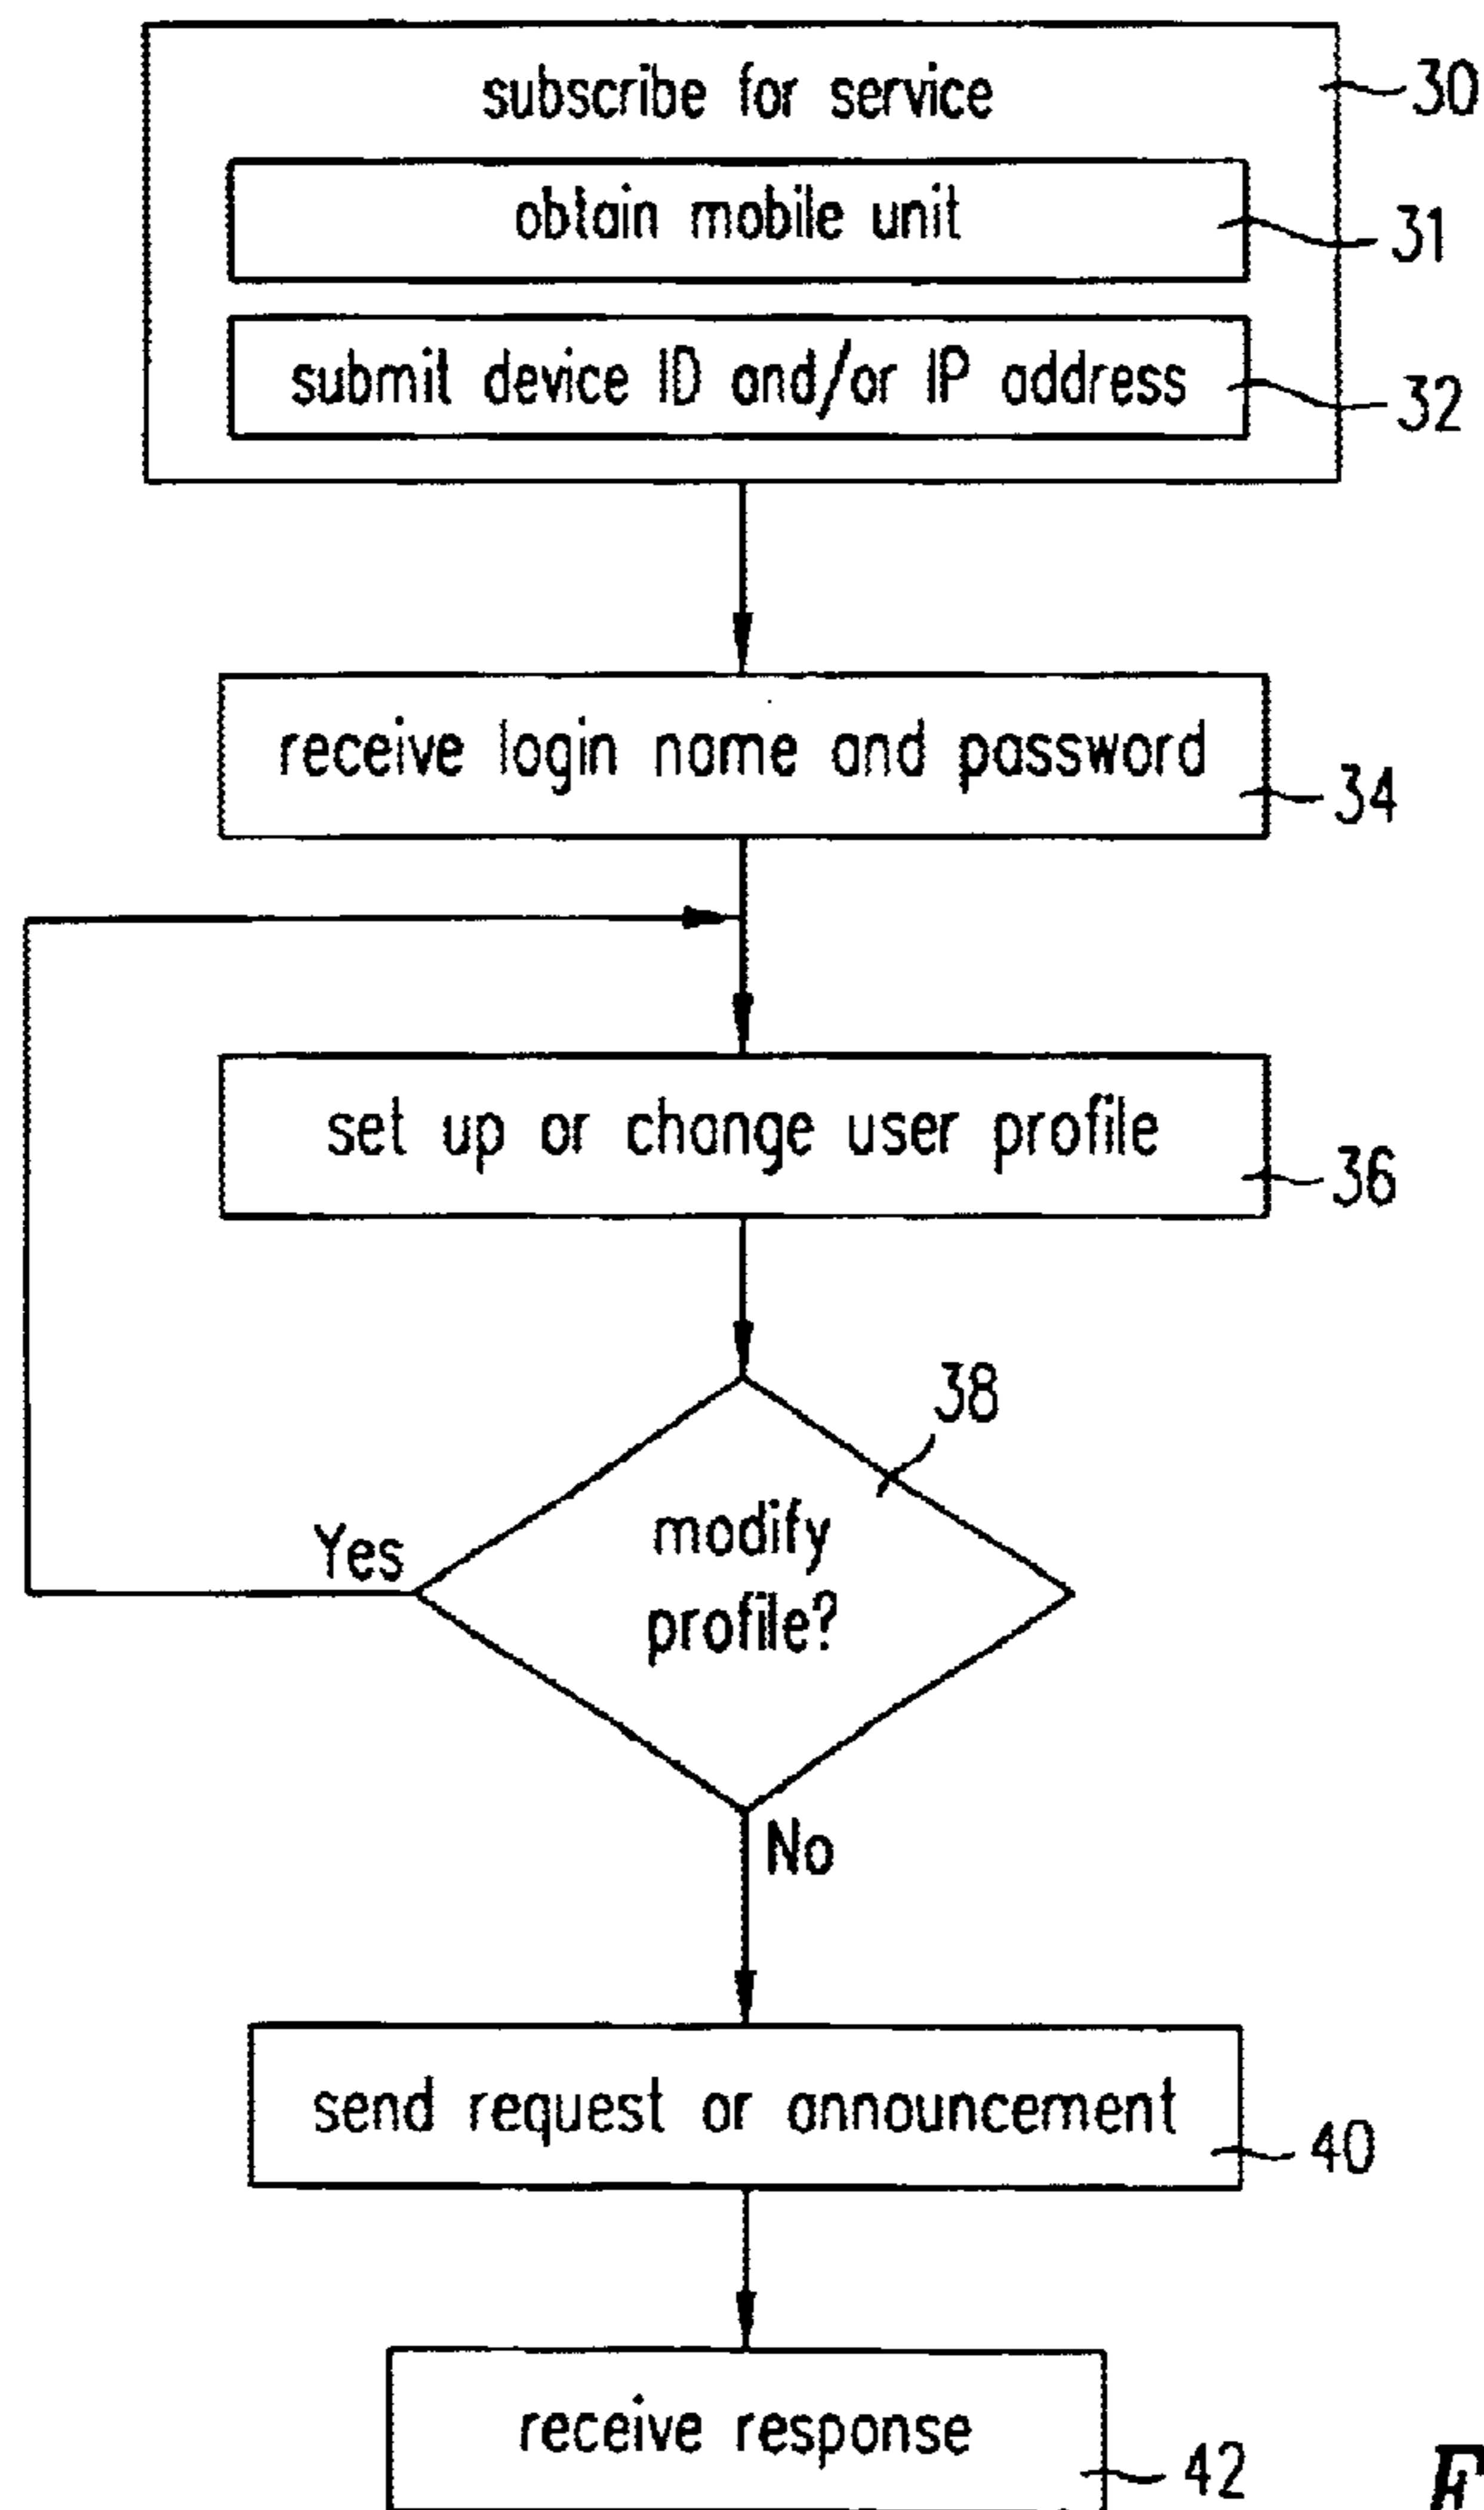 subscribe for service
30
obtain mobile unit
31
submit device ID and/or IP address
32
receive login name and password
34
set up or change user profile
36
38
modify
profile?
Yes
No
send request or announcement
40
receive response
42